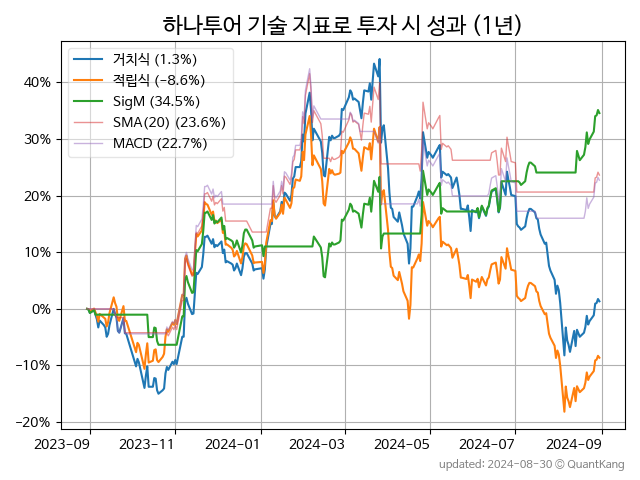 하나투어 기술 지표로 투자 시 성과 (1년)
거치식 (1.3%)
적립식 (−8.6%)
SigM (34.5%)
SMA(20) (23.6%)
MACD (22.7%)
40%
30%
20%
10%
0%
−10%
−20%
2023-09 2023-11 2024-01 2024-03 2024-05 2024-07 2024-09
updated: 2024-08-30 © QuantKang